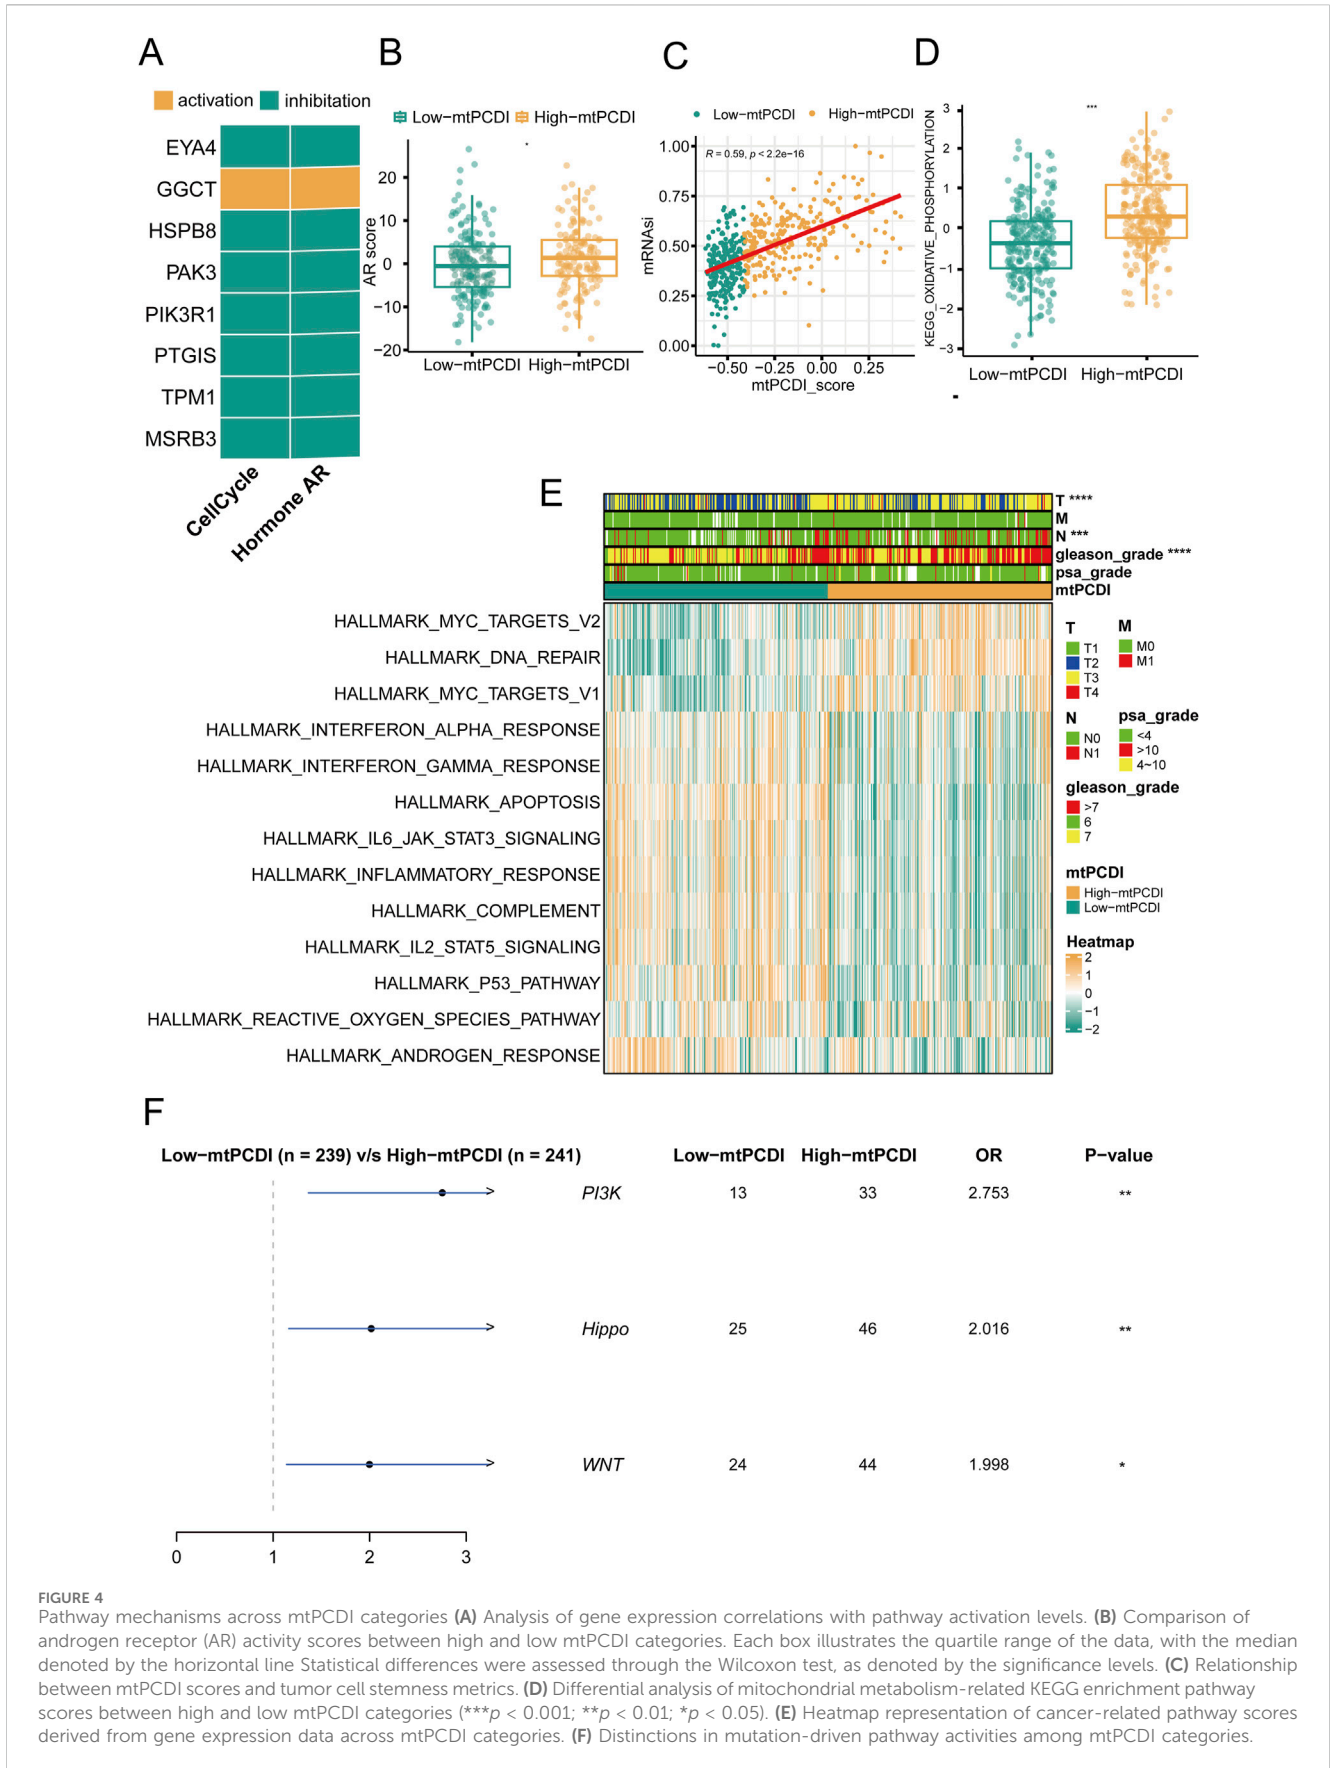 A
activation inhibitation
EYA4
GGCT
HSPB8
PAK3
PIK3R1
PTGIS
TPM1
MSRB3
CellCycle
Hormone AR
B
Low−mtPCDI High−mtPCDI
*
AR score
20
10
0
−10
−20
Low−mtPCDI High−mtPCDI
C
Low−mtPCDI High−mtPCDI
R = 0.59, p < 2.2e−16
mRNAsi
1.00
0.75
0.50
0.25
0.00
−0.50 −0.25 0.00 0.25
mtPCDI_score
D
***
KEGG_OXIDATIVE_PHOSPHORYLATION
3
2
1
0
−1
−2
−3
Low−mtPCDI High−mtPCDI
E
T ****
M
N ***
gleason_grade ****
psa_grade
mtPCDI
HALLMARK_MYC_TARGETS_V2
HALLMARK_DNA_REPAIR
HALLMARK_MYC_TARGETS_V1
HALLMARK_INTERFERON_ALPHA_RESPONSE
HALLMARK_INTERFERON_GAMMA_RESPONSE
HALLMARK_APOPTOSIS
HALLMARK_IL6_JAK_STAT3_SIGNALING
HALLMARK_INFLAMMATORY_RESPONSE
HALLMARK_COMPLEMENT
HALLMARK_IL2_STAT5_SIGNALING
HALLMARK_P53_PATHWAY
HALLMARK_REACTIVE_OXYGEN_SPECIES_PATHWAY
HALLMARK_ANDROGEN_RESPONSE
T
T1
T2
T3
T4
M
M0
M1
N
N0
N1
psa_grade
<4
>10
4~10
gleason_grade
>7
6
7
mtPCDI
High−mtPCDI
Low−mtPCDI
Heatmap
2
1
0
−1
−2
F
Low−mtPCDI (n = 239) v/s High−mtPCDI (n = 241) Low−mtPCDI High−mtPCDI OR P−value
PI3K 13 33 2.753 **
Hippo 25 46 2.016 **
WNT 24 44 1.998 *
0 1 2 3
FIGURE 4
Pathway mechanisms across mtPCDI categories (A) Analysis of gene expression correlations with pathway activation levels. (B) Comparison of
androgen receptor (AR) activity scores between high and low mtPCDI categories. Each box illustrates the quartile range of the data, with the median
denoted by the horizontal line Statistical differences were assessed through the Wilcoxon test, as denoted by the significance levels. (C) Relationship
between mtPCDI scores and tumor cell stemness metrics. (D) Differential analysis of mitochondrial metabolism-related KEGG enrichment pathway
scores between high and low mtPCDI categories (***p < 0.001; **p < 0.01; *p < 0.05). (E) Heatmap representation of cancer-related pathway scores
derived from gene expression data across mtPCDI categories. (F) Distinctions in mutation-driven pathway activities among mtPCDI categories.